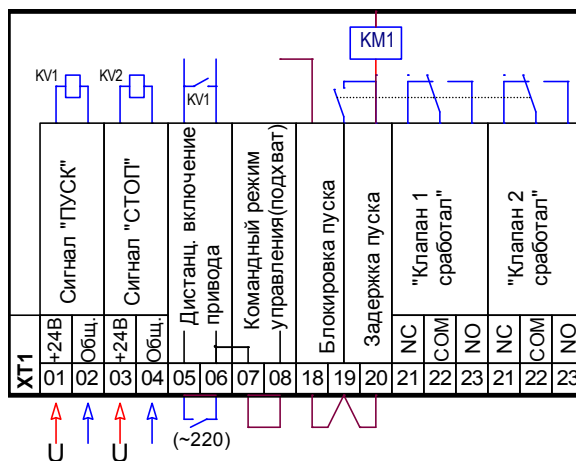 KM1
KV1
KV2
KV1
Сигнал "ПУСК"
Сигнал "СТОП"
Дистанц. включение
привода
Командный режим
управления(подхват)
Блокировка пуска
Задержка пуска
"Клапан 1
сработал"
"Клапан 2
сработал"
XT1
+24В
Общ.
+24В
Общ.
NC
COM
NO
NC
COM
NO
01 02 03 04 05 06 07 08 18 19 20 21 22 23 21 22 23
U
U
(~220)